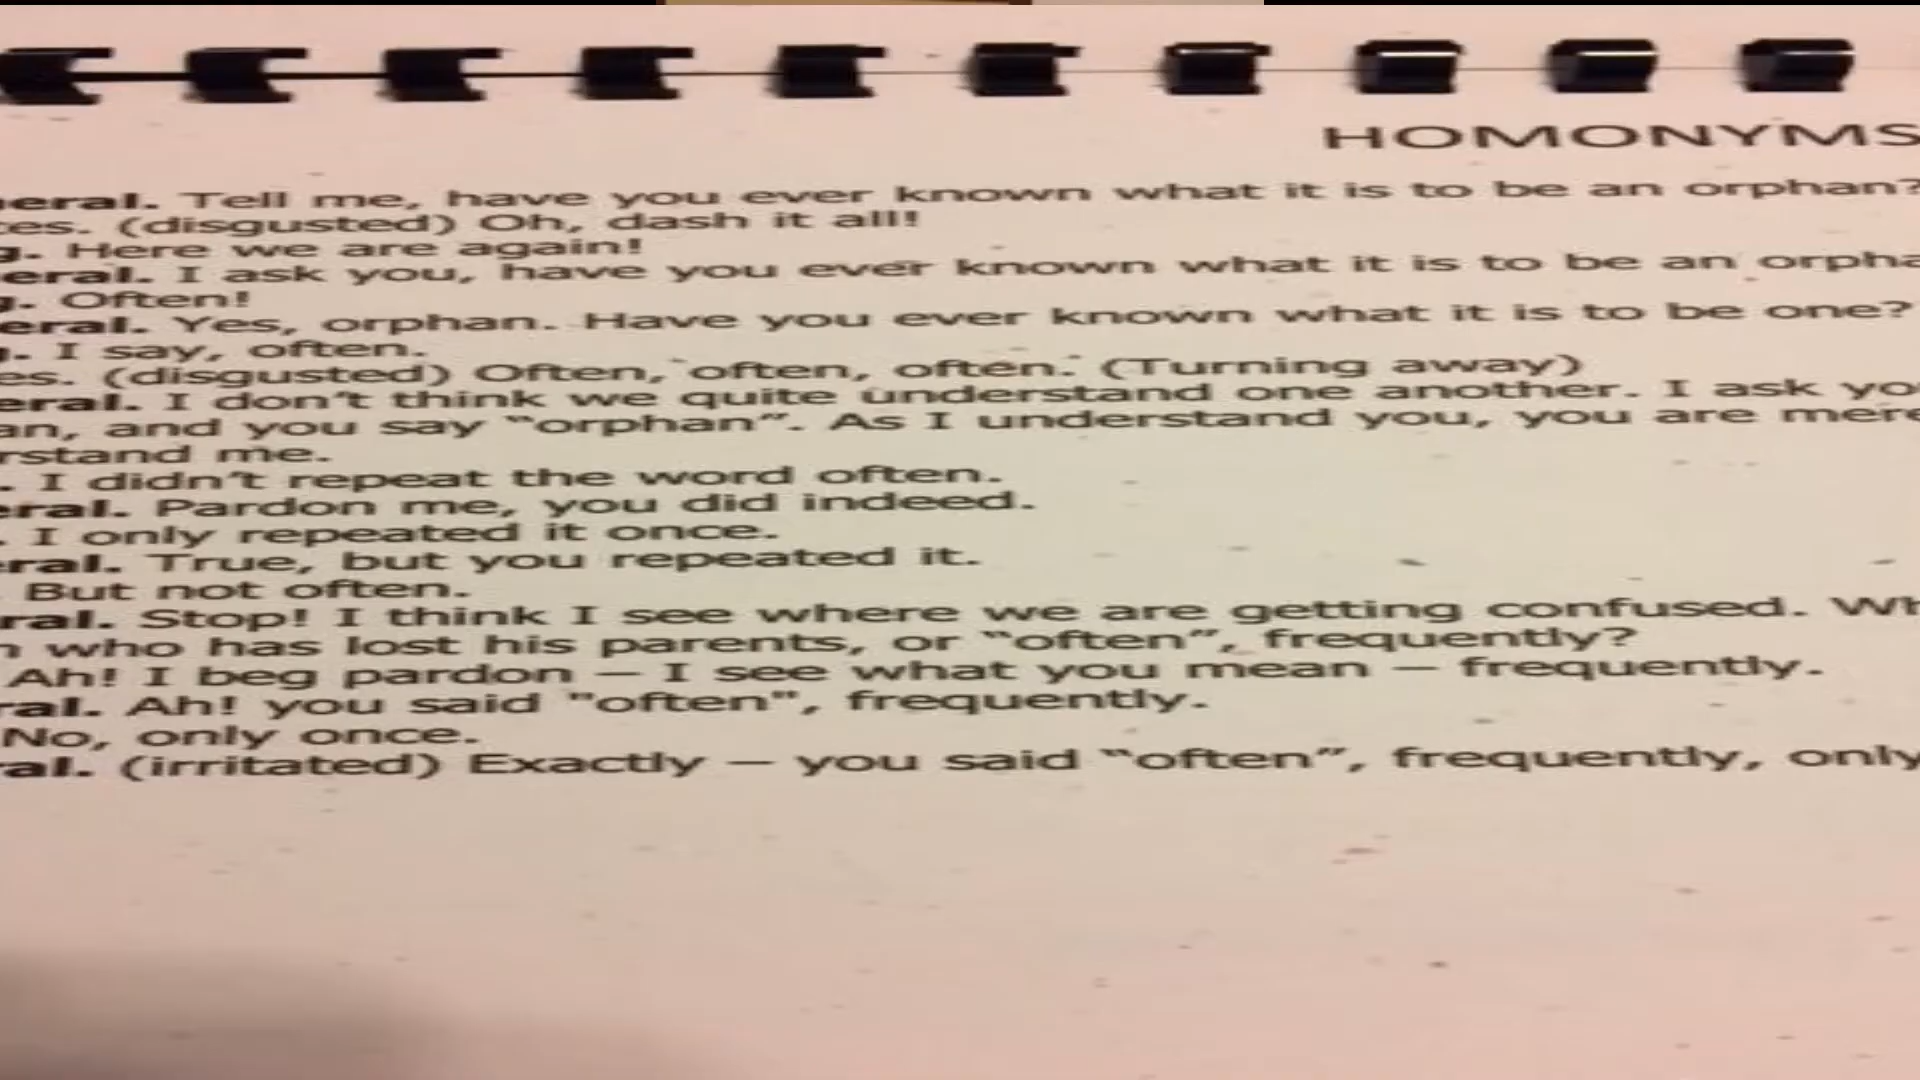 HOMONYMS
eral. Tell me, have you ever known what it is to be an orphan?
es. (disgusted) Oh, dash it all!
g. Here we are again!
eral. I ask you, have you ever known what it is to be an orpha
g. Often!
eral. Yes, orphan. Have you ever known what it is to be one?
. I say, often.
es. (disgusted) Often, often, often. (Turning away)
eral. I don't think we quite understand one another. I ask yo
an, and you say “orphan”. As I understand you, you are mere
rstand me.
. I didn't repeat the word often.
eral. Pardon me, you did indeed.
. I only repeated it once.
eral. True, but you repeated it.
But not often.
ral. Stop! I think I see where we are getting confused. Wh
n who has lost his parents, or “often”, frequently?
Ah! I beg pardon — I see what you mean — frequently.
ral. Ah! you said "often", frequently.
No, only once.
ral. (irritated) Exactly — you said “often”, frequently, only